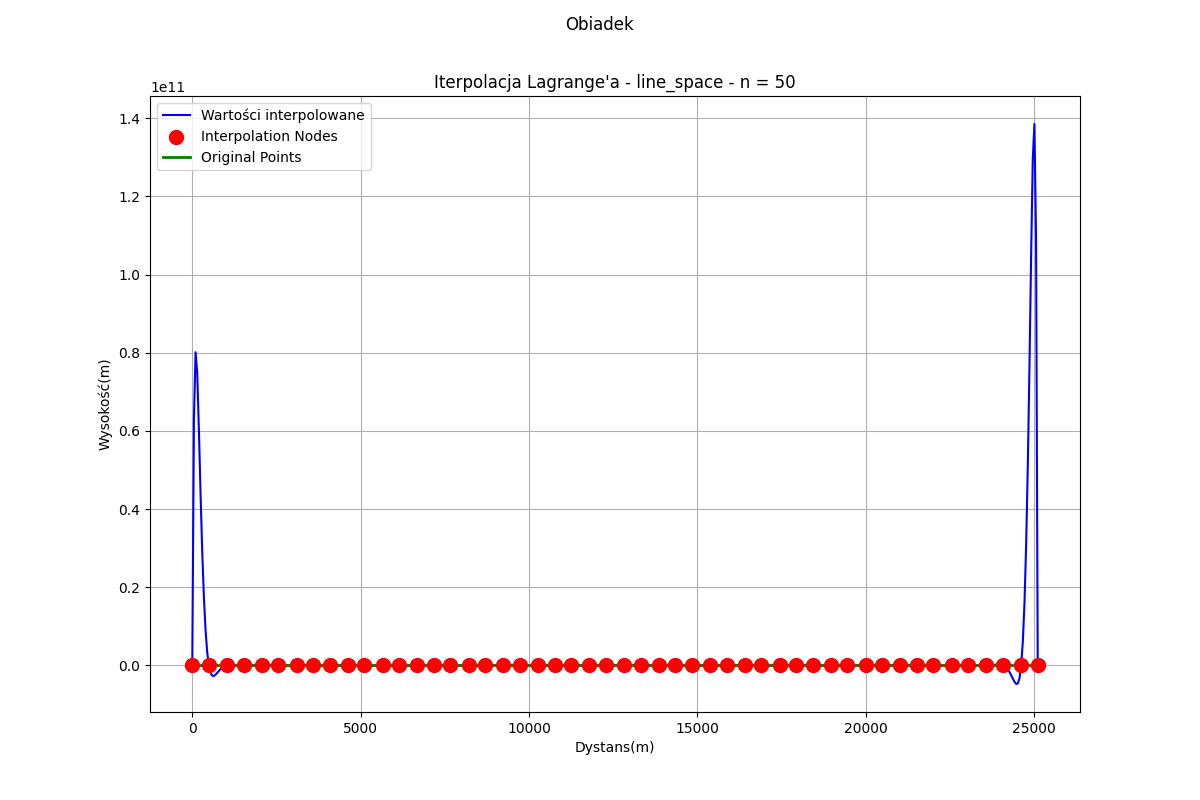 Obiadek
Iterpolacja Lagrange'a - line_space - n = 50
1e11
Wartości interpolowane
Interpolation Nodes
Original Points
1.4
1.2
1.0
0.8
0.6
0.4
0.2
0.0
Wysokość(m)
0 5000 10000 15000 20000 25000
Dystans(m)